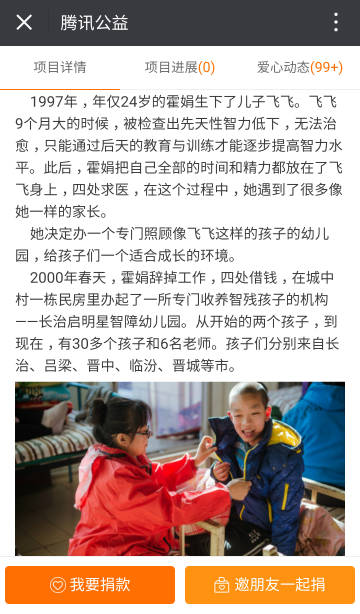 腾讯公益
项目详情 项目进展(0) 爱心动态(99+)
1997年，年仅24岁的霍娟生下了儿子飞飞。飞飞
9个月大的时候，被检查出先天性智力低下，无法治
愈，只能通过后天的教育与训练才能逐步提高智力水
平。此后，霍娟把自己全部的时间和精力都放在了飞
飞身上，四处求医，在这个过程中，她遇到了很多像
她一样的家长。
她决定办一个专门照顾像飞飞这样的孩子的幼儿
园，给孩子们一个适合成长的环境。
2000年春天，霍娟辞掉工作，四处借钱，在城中
村一栋民房里办起了一所专门收养智残孩子的机构
——长治启明星智障幼儿园。从开始的两个孩子，到
现在，有30多个孩子和6名老师。孩子们分别来自长
治、吕梁、晋中、临汾、晋城等市。
我要捐款 邀朋友一起捐